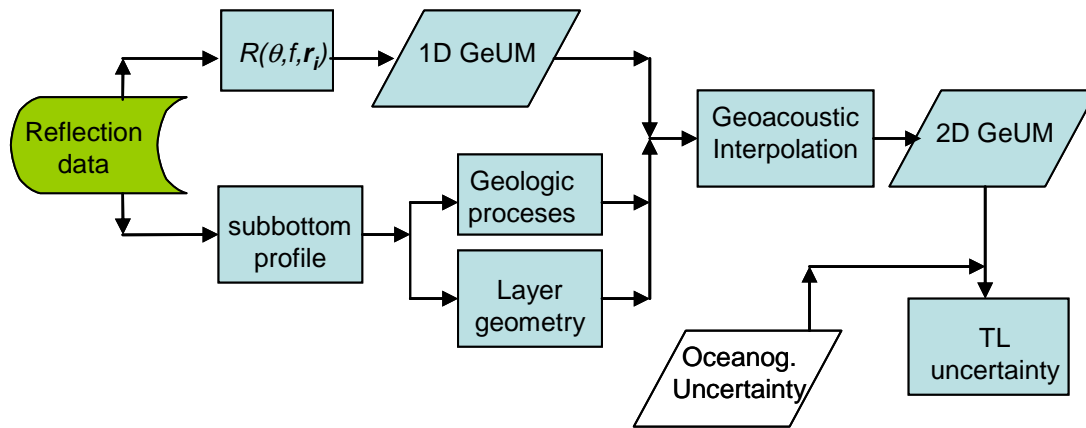 Reflection
data
R(θ,f,rᵢ)
1D GeUM
subbottom
profile
Geologic
proceses
Layer
geometry
Geoacoustic
Interpolation
2D GeUM
Oceanog.
Uncertainty
TL
uncertainty